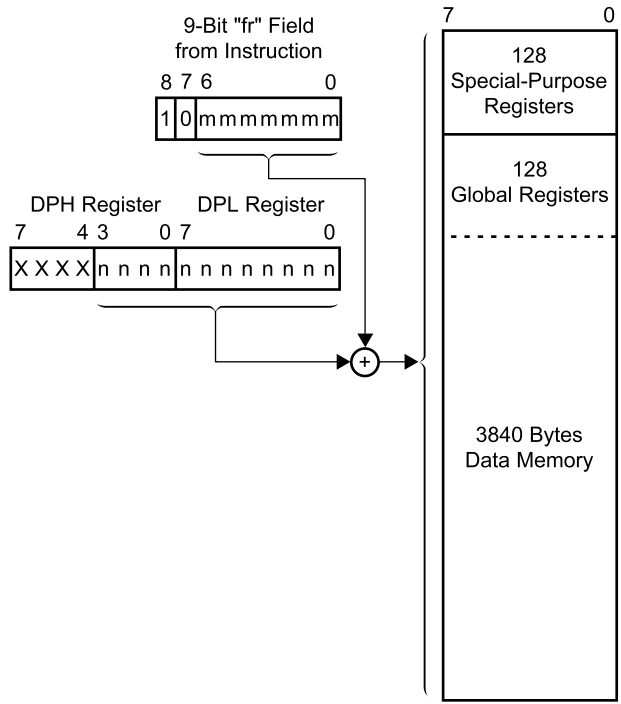 7 0
9-Bit "fr" Field
from Instruction
8 7 6 0
1 0 m m m m m m m
128
Special-Purpose
Registers
128
Global Registers
DPH Register DPL Register
7 4 3 0 7 0
X X X X n n n n n n n n n n n n
+
3840 Bytes
Data Memory